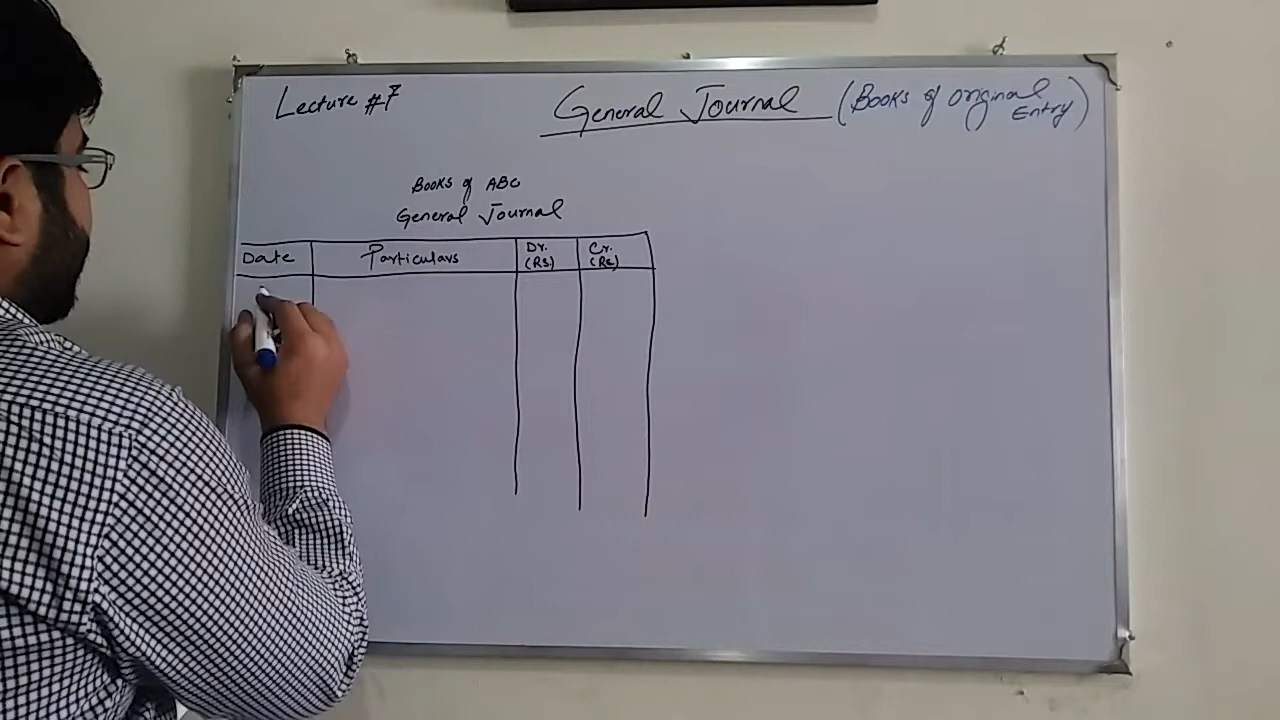 Lecture #7
General Journal (Books of Original
Entry)
Books of ABC
General Journal
Date Particulars Dr. Cr.
(Rs) (Rs)